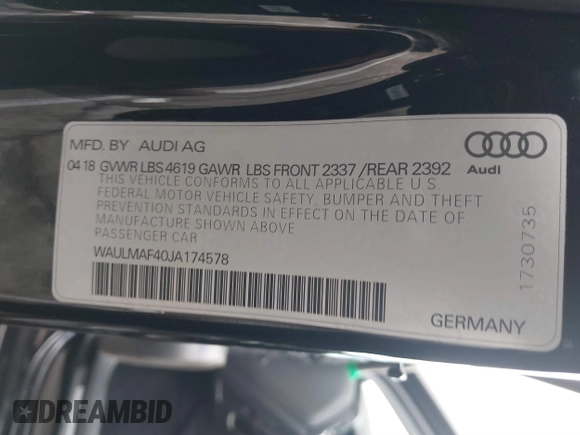 MFD. BY AUDI AG
04 18 GVWR LBS 4619 GAWR LBS FRONT 2337 /REAR 2392
THIS VEHICLE CONFORMS TO ALL APPLICABLE U.S.
FEDERAL MOTOR VEHICLE SAFETY, BUMPER AND THEFT
PREVENTION STANDARDS IN EFFECT ON THE DATE OF
MANUFACTURE SHOWN ABOVE
PASSENGER CAR
WAULMAF40JA174578
Audi
1730735
GERMANY
DREAMBID